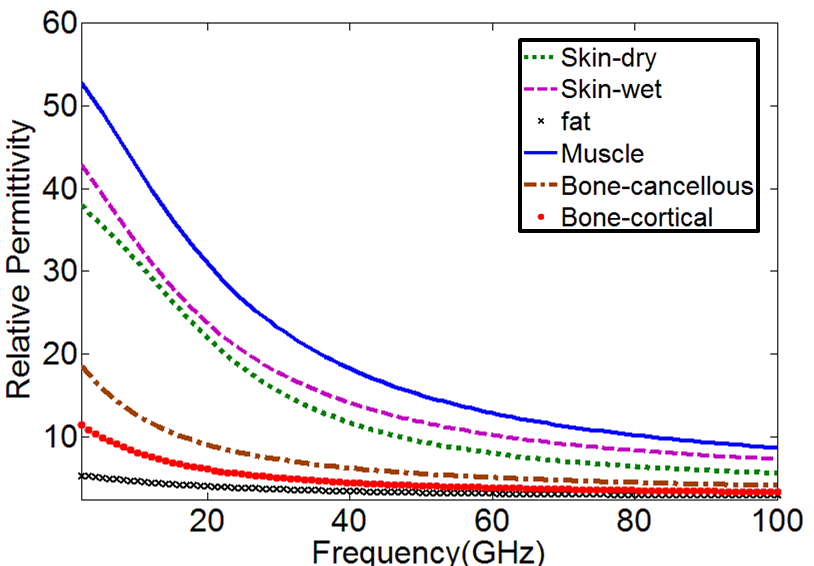 60
50
40
30
20
10
Relative Permittivity
Skin-dry
Skin-wet
fat
Muscle
Bone-cancellous
Bone-cortical
20 40 60 80 100
Frequency(GHz)